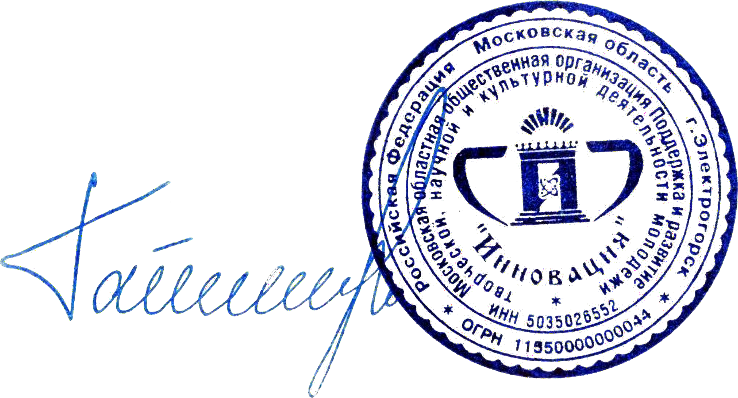 Российская Федерация Московская область г.Электрогорск
Московская областная общественная организация Поддержка и развитие
творческой, научной и культурной деятельности молодежи
"Инновация"
*
ИНН 5035026552
* ОГРН 11550000000044 *